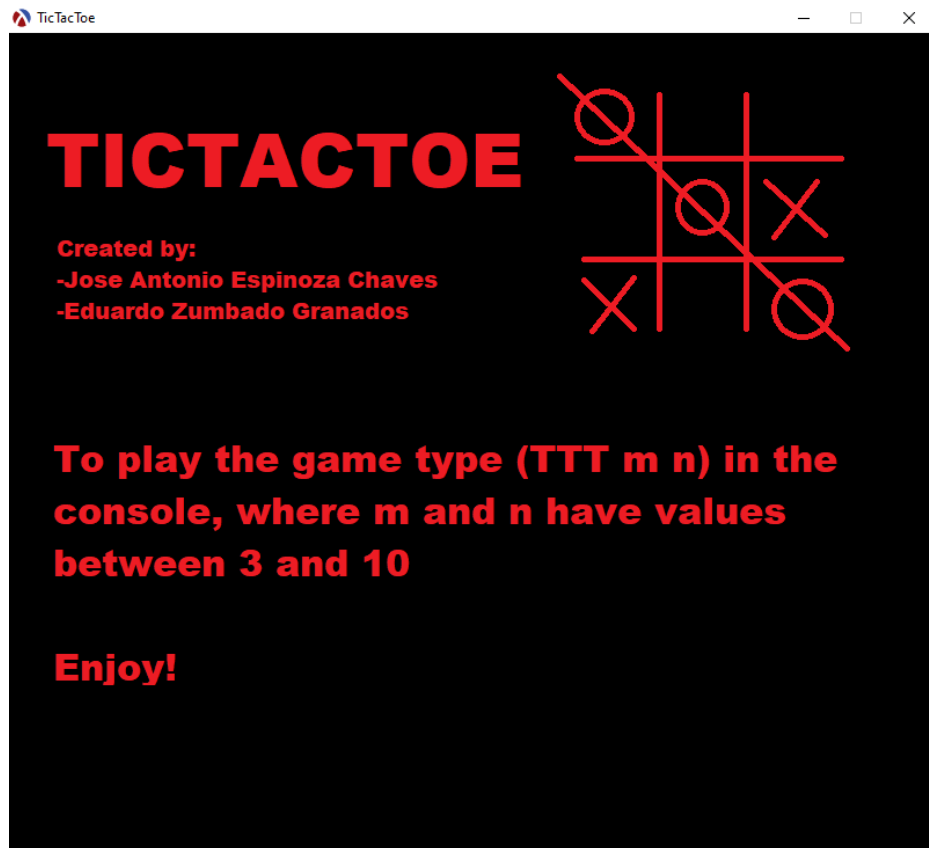 TicTacToe
TICTACTOE
Created by:
-Jose Antonio Espinoza Chaves
-Eduardo Zumbado Granados
To play the game type (TTT m n) in the
console, where m and n have values
between 3 and 10
Enjoy!